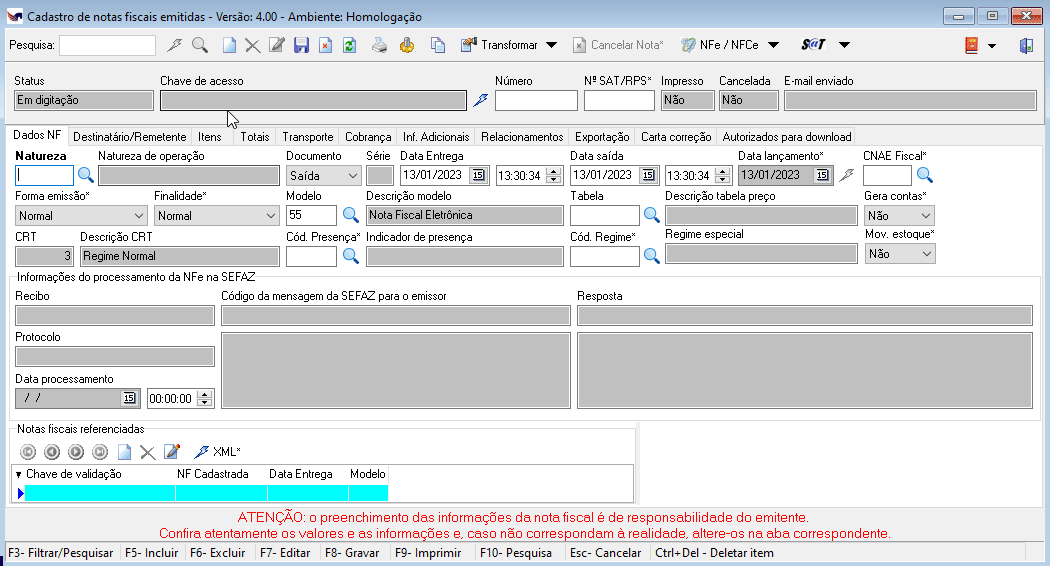 Cadastro de notas fiscais emitidas - Versão: 4.00 - Ambiente: Homologação
Pesquisa: Transformar Cancelar Nota* NFe / NFCe S@T
Status Chave de acesso Número Nº SAT/RPS* Impresso Cancelada E-mail enviado
Em digitação Não Não
Dados NF Destinatário/Remetente Itens Totais Transporte Cobrança Inf. Adicionais Relacionamentos Exportação Carta correção Autorizados para download
Natureza Natureza de operação Documento Série Data Entrega Data saída Data lançamento* CNAE Fiscal*
Saída 13/01/2023 15 13:30:34 13/01/2023 15 13:30:34 13/01/2023 15
Forma emissão* Finalidade* Modelo Descrição modelo Tabela Descrição tabela preço Gera contas*
Normal Normal 55 Nota Fiscal Eletrônica Não
CRT Descrição CRT Cód. Presença* Indicador de presença Cód. Regime* Regime especial Mov. estoque*
3 Regime Normal Não
Informações do processamento da NFe na SEFAZ
Recibo Código da mensagem da SEFAZ para o emissor Resposta
Protocolo
Data processamento
/ / 15 00:00:00
Notas fiscais referenciadas
XML*
Chave de validação NF Cadastrada Data Entrega Modelo
ATENÇÃO: o preenchimento das informações da nota fiscal é de responsabilidade do emitente.
Confira atentamente os valores e as informações e, caso não correspondam à realidade, altere-os na aba correspondente.
F3- Filtrar/Pesquisar F5- Incluir F6- Excluir F7- Editar F8- Gravar F9- Imprimir F10- Pesquisa Esc- Cancelar Ctrl+Del - Deletar item